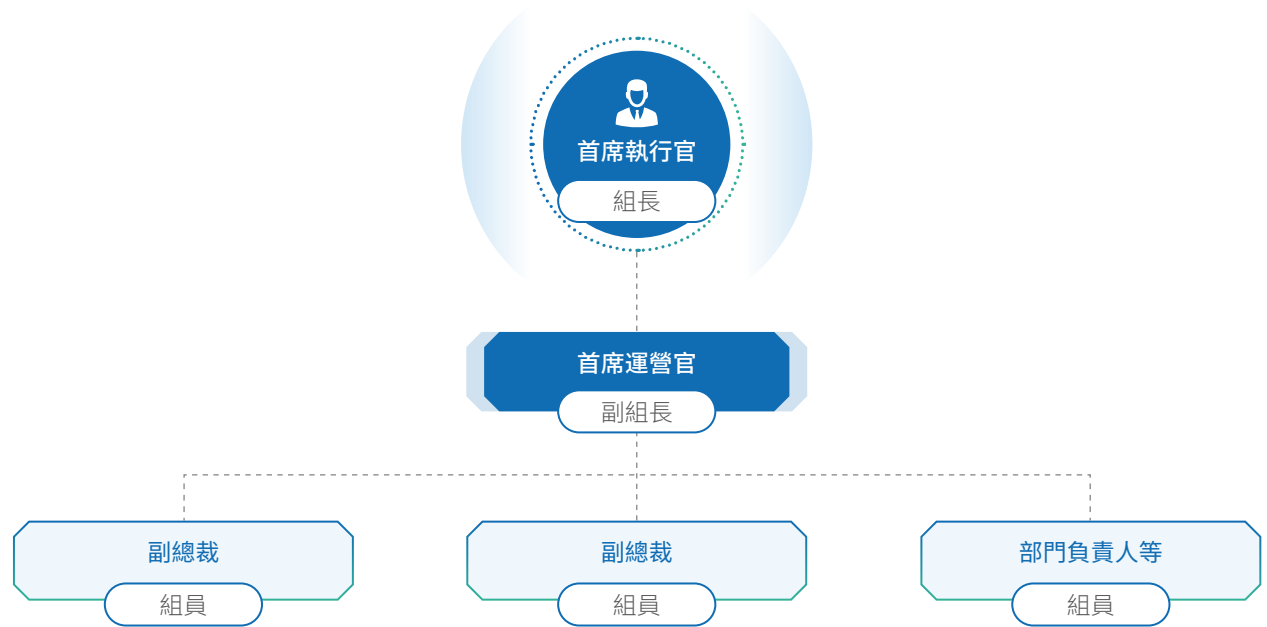 首席執行官
組長
首席運營官
副組長
副總裁
組員
副總裁
組員
部門負責人等
組員